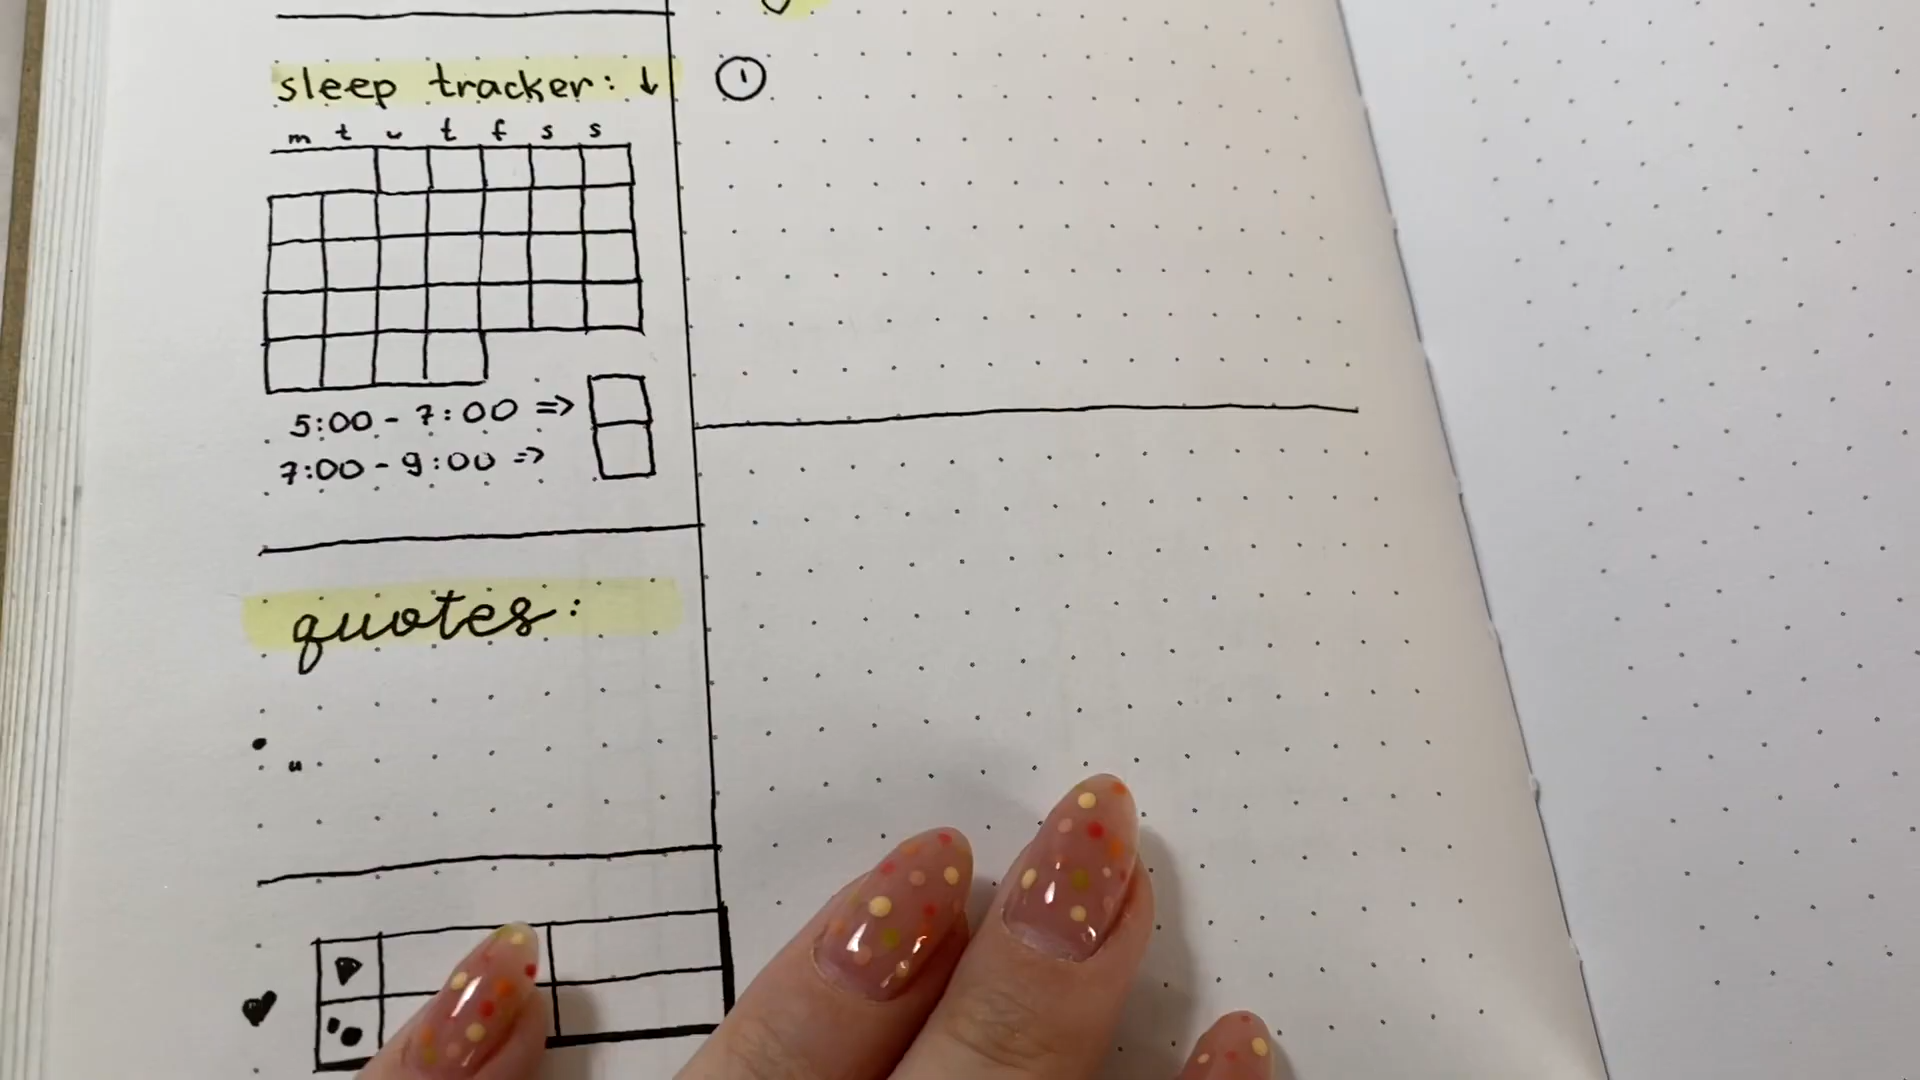 sleep tracker: ↓
m t w t f s s
5:00 - 7:00 =>
7:00 - 9:00 =>
quotes: